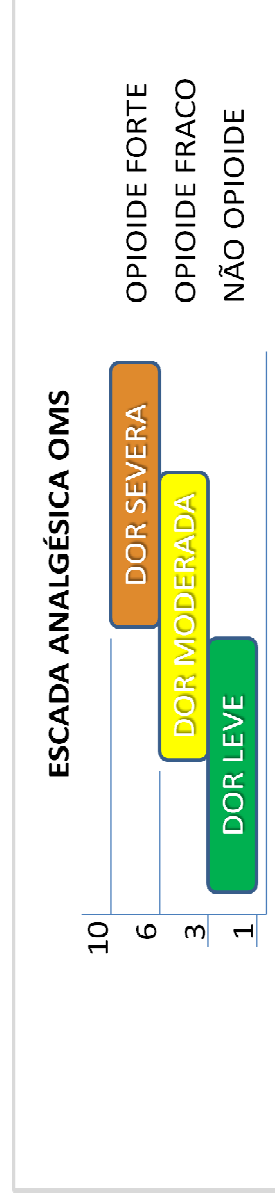 ESCADA ANALGÉSICA OMS
10
DOR SEVERA
OPIOIDE FORTE
6
DOR MODERADA
OPIOIDE FRACO
3
DOR LEVE
NÃO OPIOIDE
1